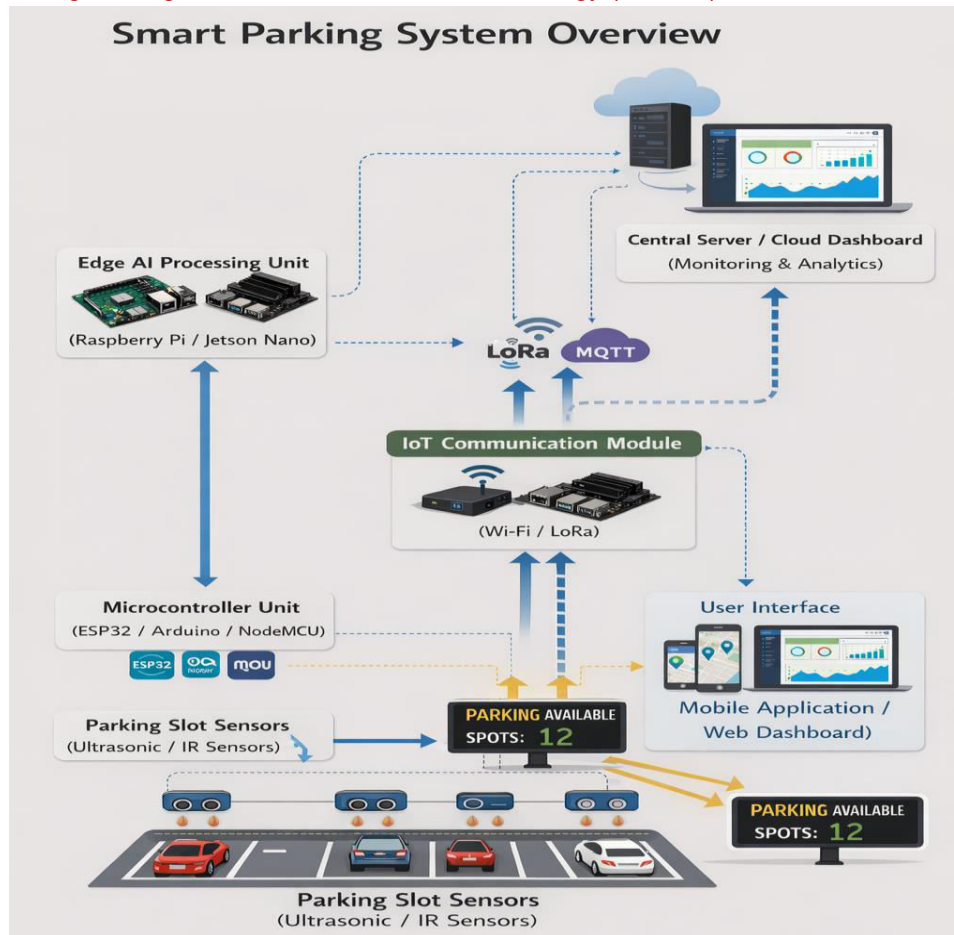 Smart Parking System Overview
Central Server / Cloud Dashboard
(Monitoring & Analytics)
Edge AI Processing Unit
(Raspberry Pi / Jetson Nano)
LoRa
MQTT
IoT Communication Module
(Wi-Fi / LoRa)
Microcontroller Unit
(ESP32 / Arduino / NodeMCU)
ESP32
mou
User Interface
Mobile Application /
Web Dashboard)
Parking Slot Sensors
(Ultrasonic / IR Sensors)
PARKING AVAILABLE
SPOTS: 12
PARKING AVAILABLE
SPOTS: 12
Parking Slot Sensors
(Ultrasonic / IR Sensors)